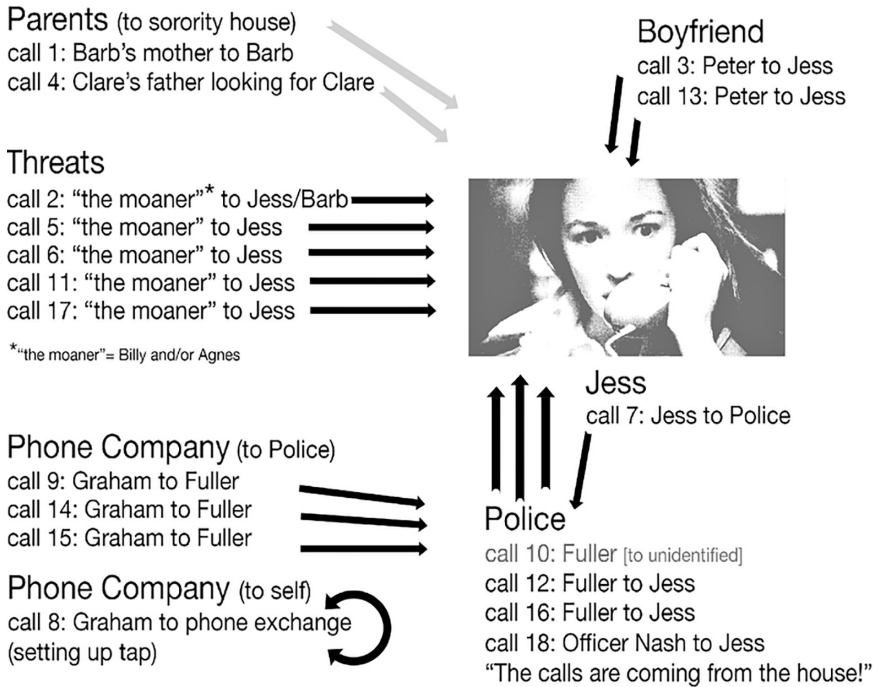 Parents (to sorority house)
call 1: Barb's mother to Barb
call 4: Clare's father looking for Clare
Boyfriend
call 3: Peter to Jess
call 13: Peter to Jess
Threats
call 2: “the moaner”* to Jess/Barb
call 5: “the moaner” to Jess
call 6: “the moaner” to Jess
call 11: “the moaner” to Jess
call 17: “the moaner” to Jess
*“the moaner”= Billy and/or Agnes
Jess
call 7: Jess to Police
Phone Company (to Police)
call 9: Graham to Fuller
call 14: Graham to Fuller
call 15: Graham to Fuller
Phone Company (to self)
call 8: Graham to phone exchange
(setting up tap)
Police
call 10: Fuller [to unidentified]
call 12: Fuller to Jess
call 16: Fuller to Jess
call 18: Officer Nash to Jess
“The calls are coming from the house!”